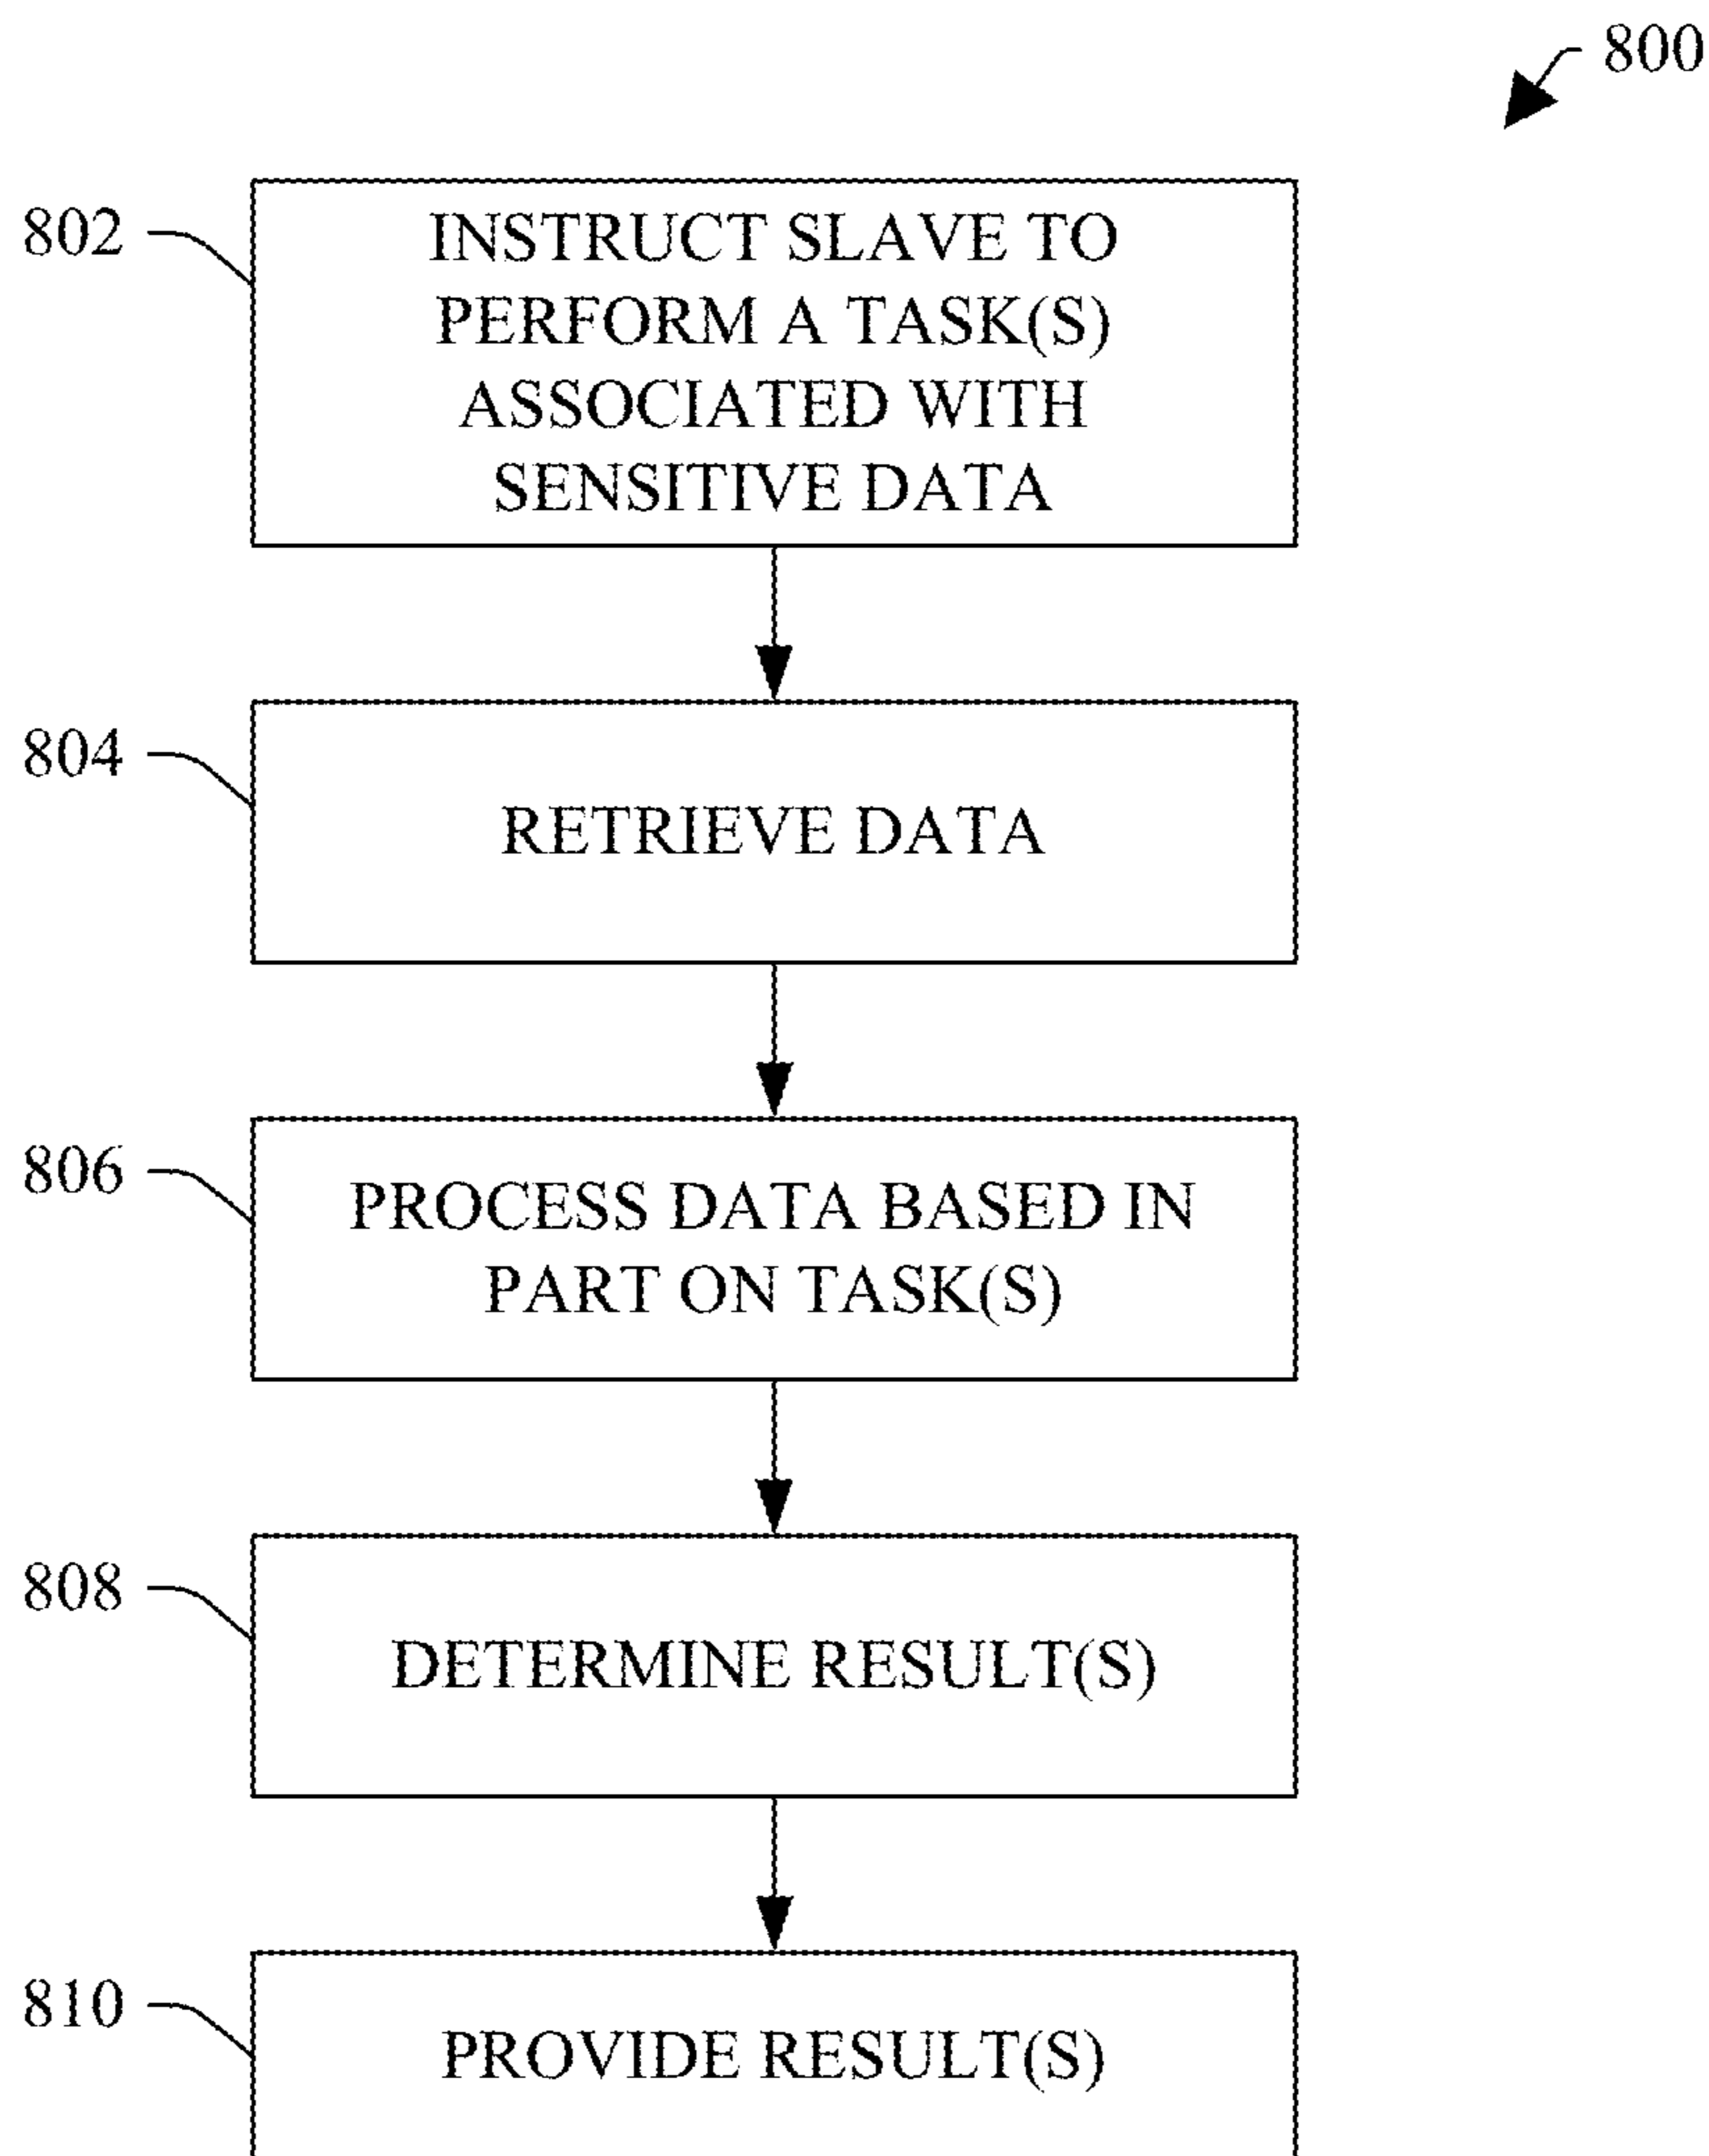 800
802
INSTRUCT SLAVE TO
PERFORM A TASK(S)
ASSOCIATED WITH
SENSITIVE DATA
804
RETRIEVE DATA
806
PROCESS DATA BASED IN
PART ON TASK(S)
808
DETERMINE RESULT(S)
810
PROVIDE RESULT(S)